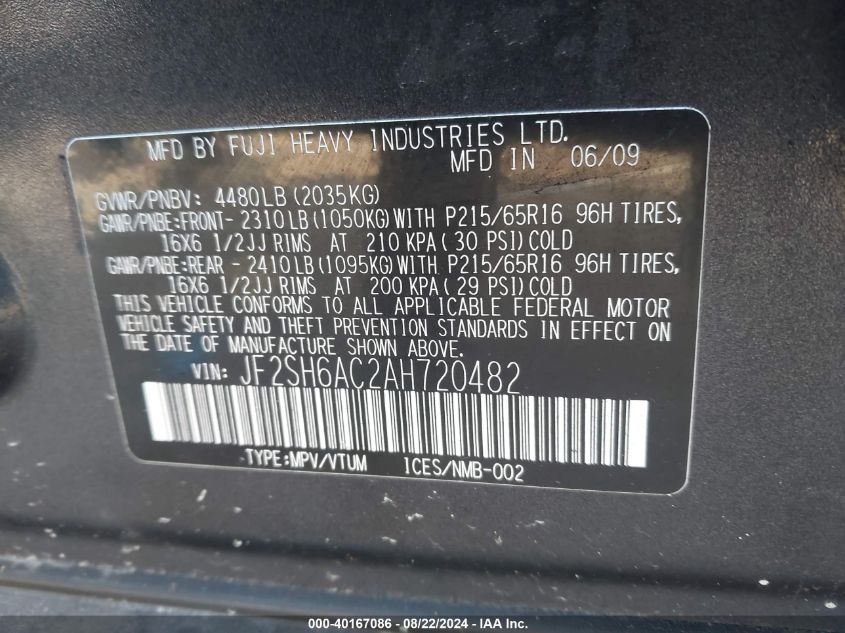 MFD BY FUJI HEAVY INDUSTRIES LTD.
MFD IN 06/09
GVWR/PNBV: 4480LB(2035KG)
GAWR/PNBE:FRONT- 2310LB(1050KG)WITH P215/65R16 96H TIRES,
16X6 1/2JJ RIMS AT 210 KPA(30 PSI)COLD
GAWR/PNBE:REAR - 2410LB(1095KG)WITH P215/65R16 96H TIRES,
16X6 1/2JJ RIMS AT 200 KPA(29 PSI)COLD
THIS VEHICLE CONFORMS TO ALL APPLICABLE FEDERAL MOTOR
VEHICLE SAFETY AND THEFT PREVENTION STANDARDS IN EFFECT ON
THE DATE OF MANUFACTURE SHOWN ABOVE.
VIN: JF2SH6AC2AH720482
TYPE:MPV/VTUM ICES/NMB-002
000-40167086 - 08/22/2024 - IAA Inc.